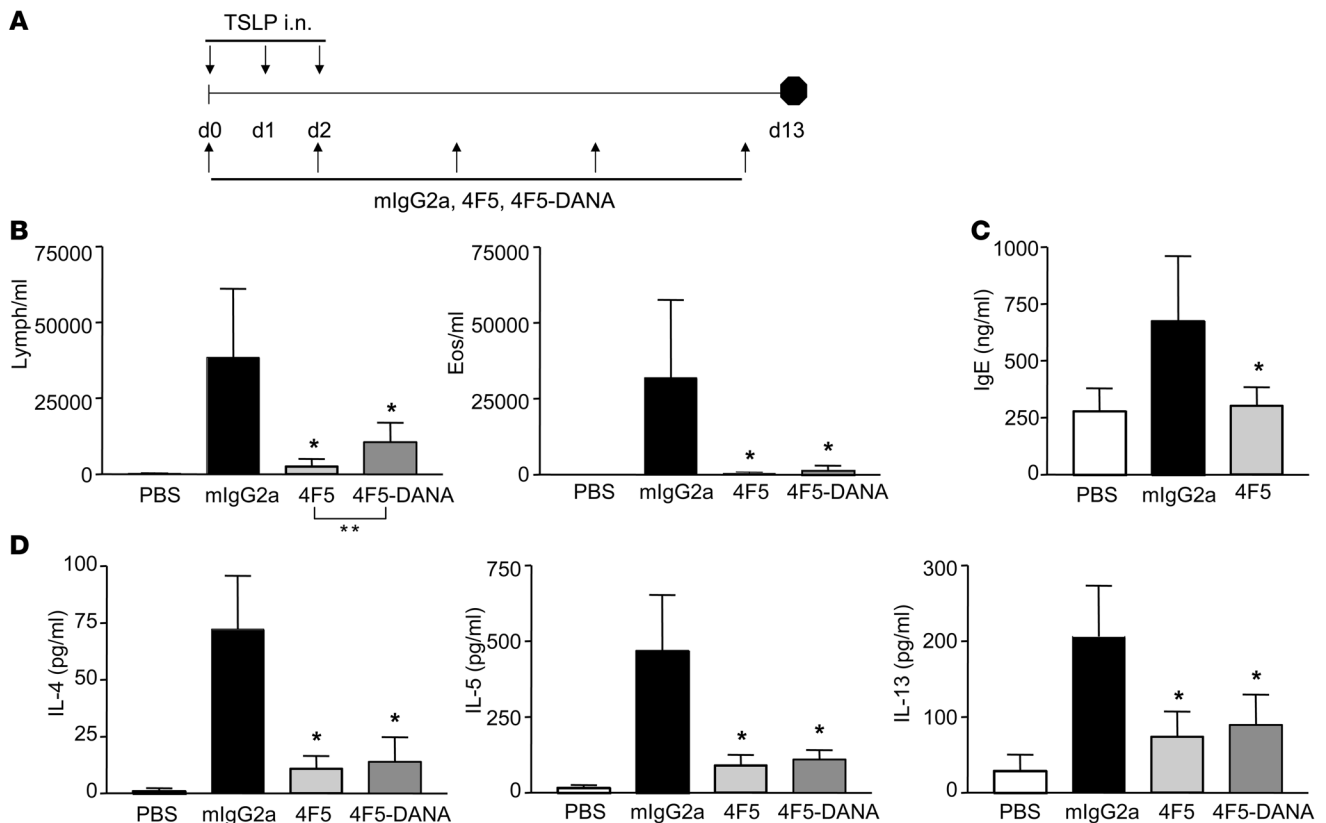 A
TSLP i.n.
d0 d1 d2 d13
mIgG2a, 4F5, 4F5-DANA
B
Lymph/ml
75000
50000
25000
0
PBS mIgG2a 4F5 4F5-DANA
* *
**
Eos/ml
75000
50000
25000
0
PBS mIgG2a 4F5 4F5-DANA
* *
C
IgE (ng/ml)
1000
750
500
250
0
PBS mIgG2a 4F5
*
D
IL-4 (pg/ml)
100
75
50
25
0
PBS mIgG2a 4F5 4F5-DANA
* *
IL-5 (pg/ml)
750
500
250
0
PBS mIgG2a 4F5 4F5-DANA
* *
IL-13 (pg/ml)
300
200
100
0
PBS mIgG2a 4F5 4F5-DANA
* *